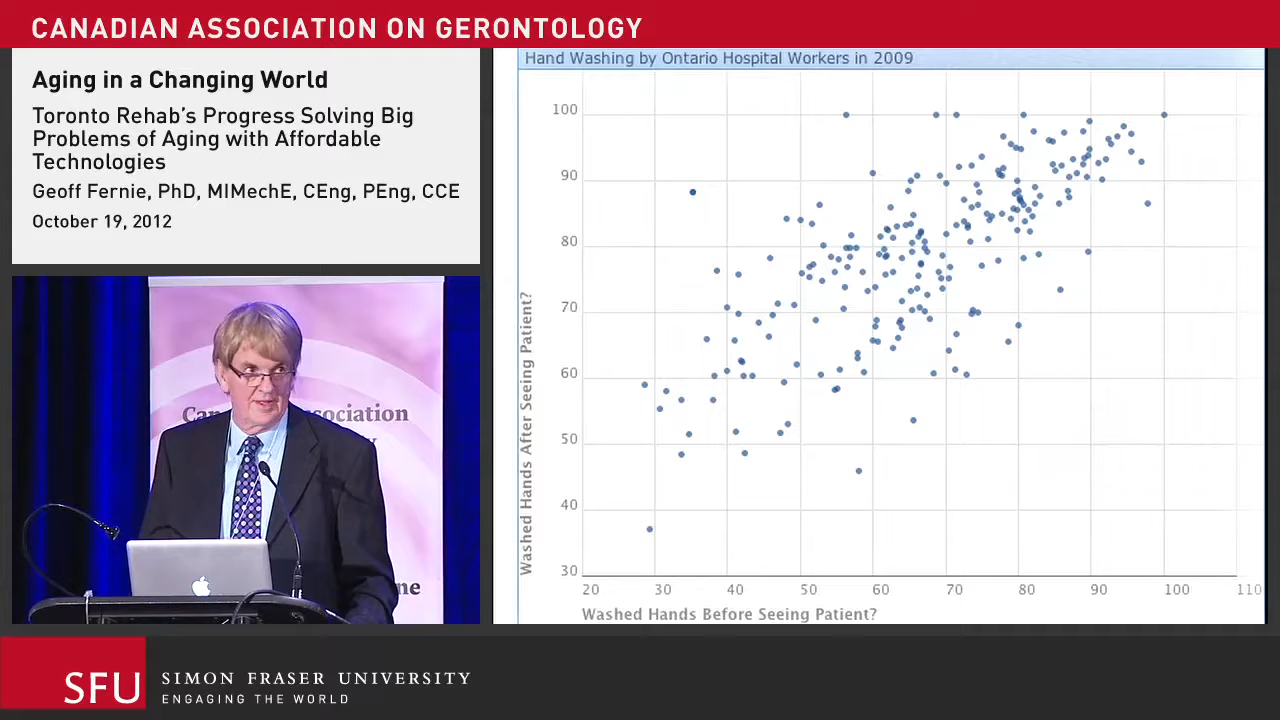 CANADIAN ASSOCIATION ON GERONTOLOGY
Aging in a Changing World
Toronto Rehab's Progress Solving Big
Problems of Aging with Affordable
Technologies
Geoff Fernie, PhD, MIMechE, CEng, PEng, CCE
October 19, 2012
Hand Washing by Ontario Hospital Workers in 2009
Washed Hands After Seeing Patient?
100
90
80
70
60
50
40
30
20 30 40 50 60 70 80 90 100 110
Washed Hands Before Seeing Patient?
SFU
SIMON FRASER UNIVERSITY
ENGAGING THE WORLD